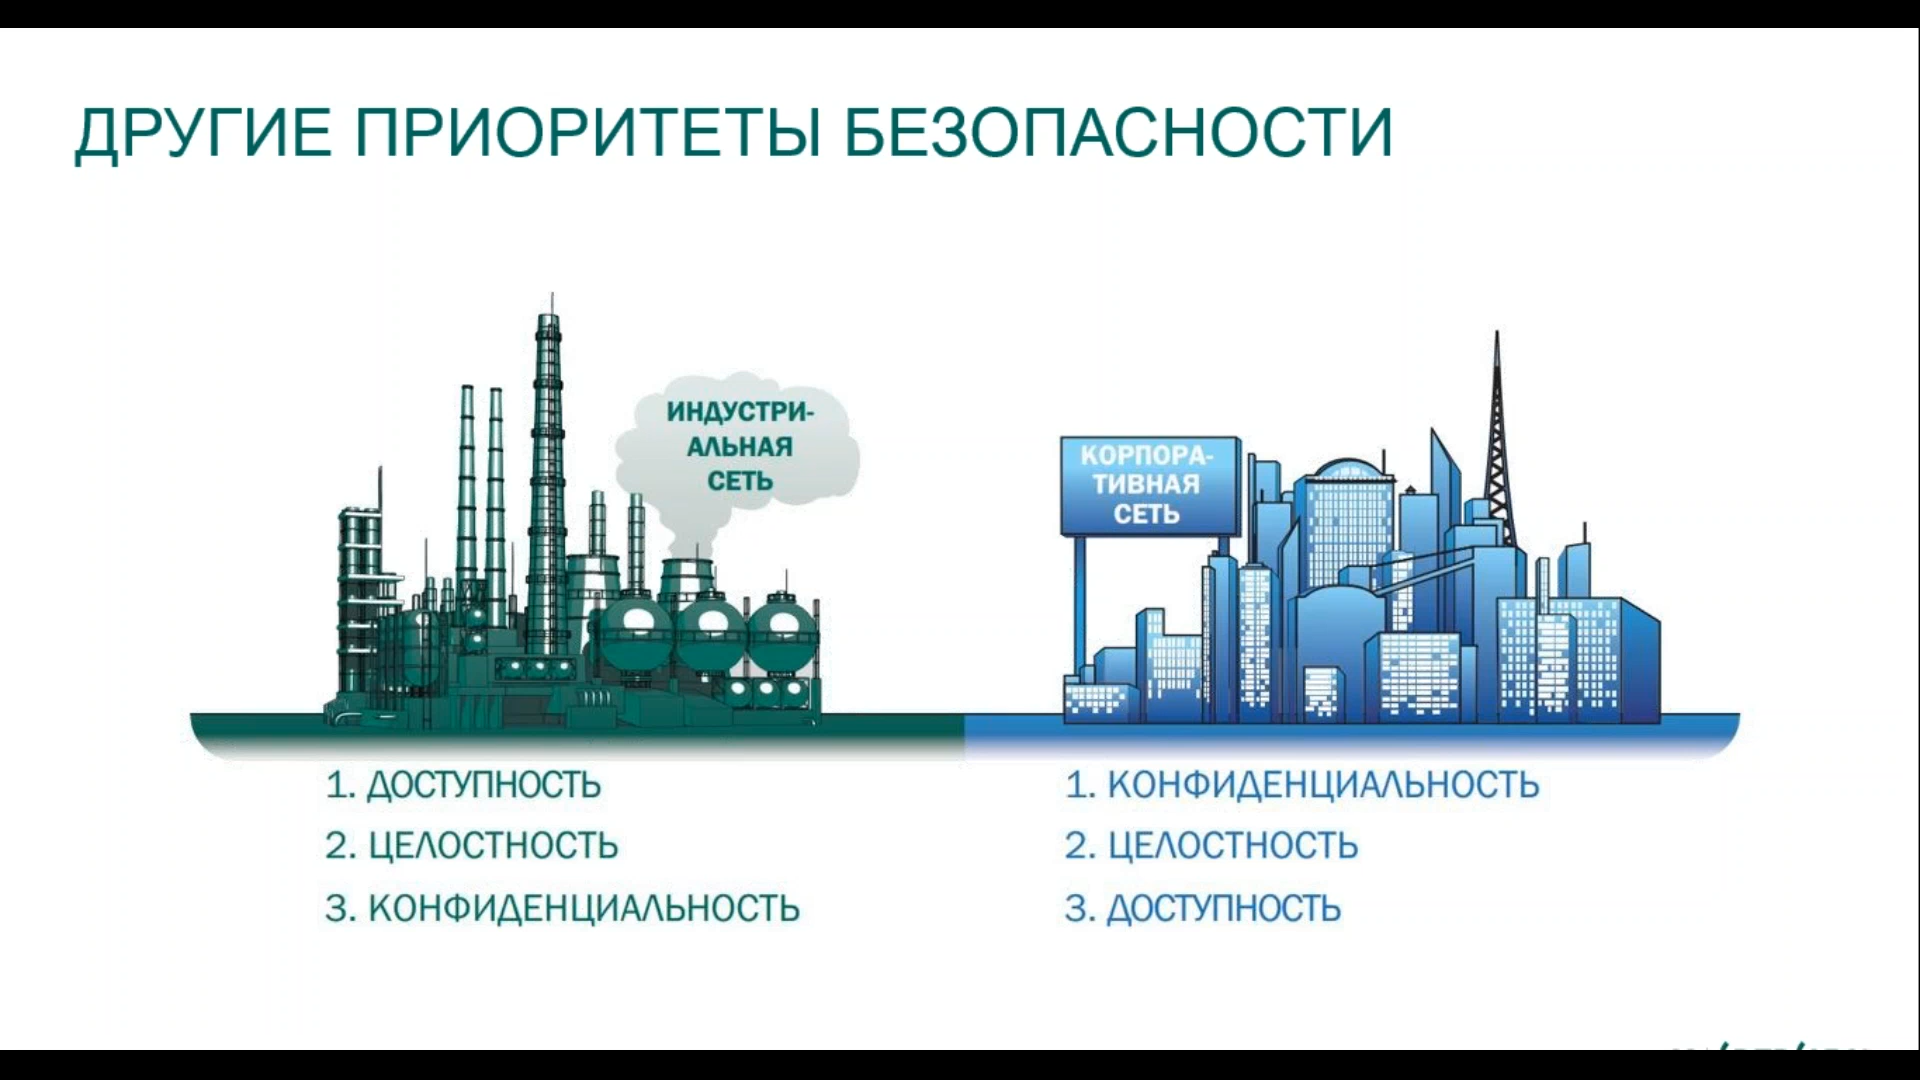 ДРУГИЕ ПРИОРИТЕТЫ БЕЗОПАСНОСТИ
ИНДУСТРИ-
АЛЬНАЯ
СЕТЬ
КОРПОРА-
ТИВНАЯ
СЕТЬ
1. ДОСТУПНОСТЬ
2. ЦЕЛОСТНОСТЬ
3. КОНФИДЕНЦИАЛЬНОСТЬ
1. КОНФИДЕНЦИАЛЬНОСТЬ
2. ЦЕЛОСТНОСТЬ
3. ДОСТУПНОСТЬ